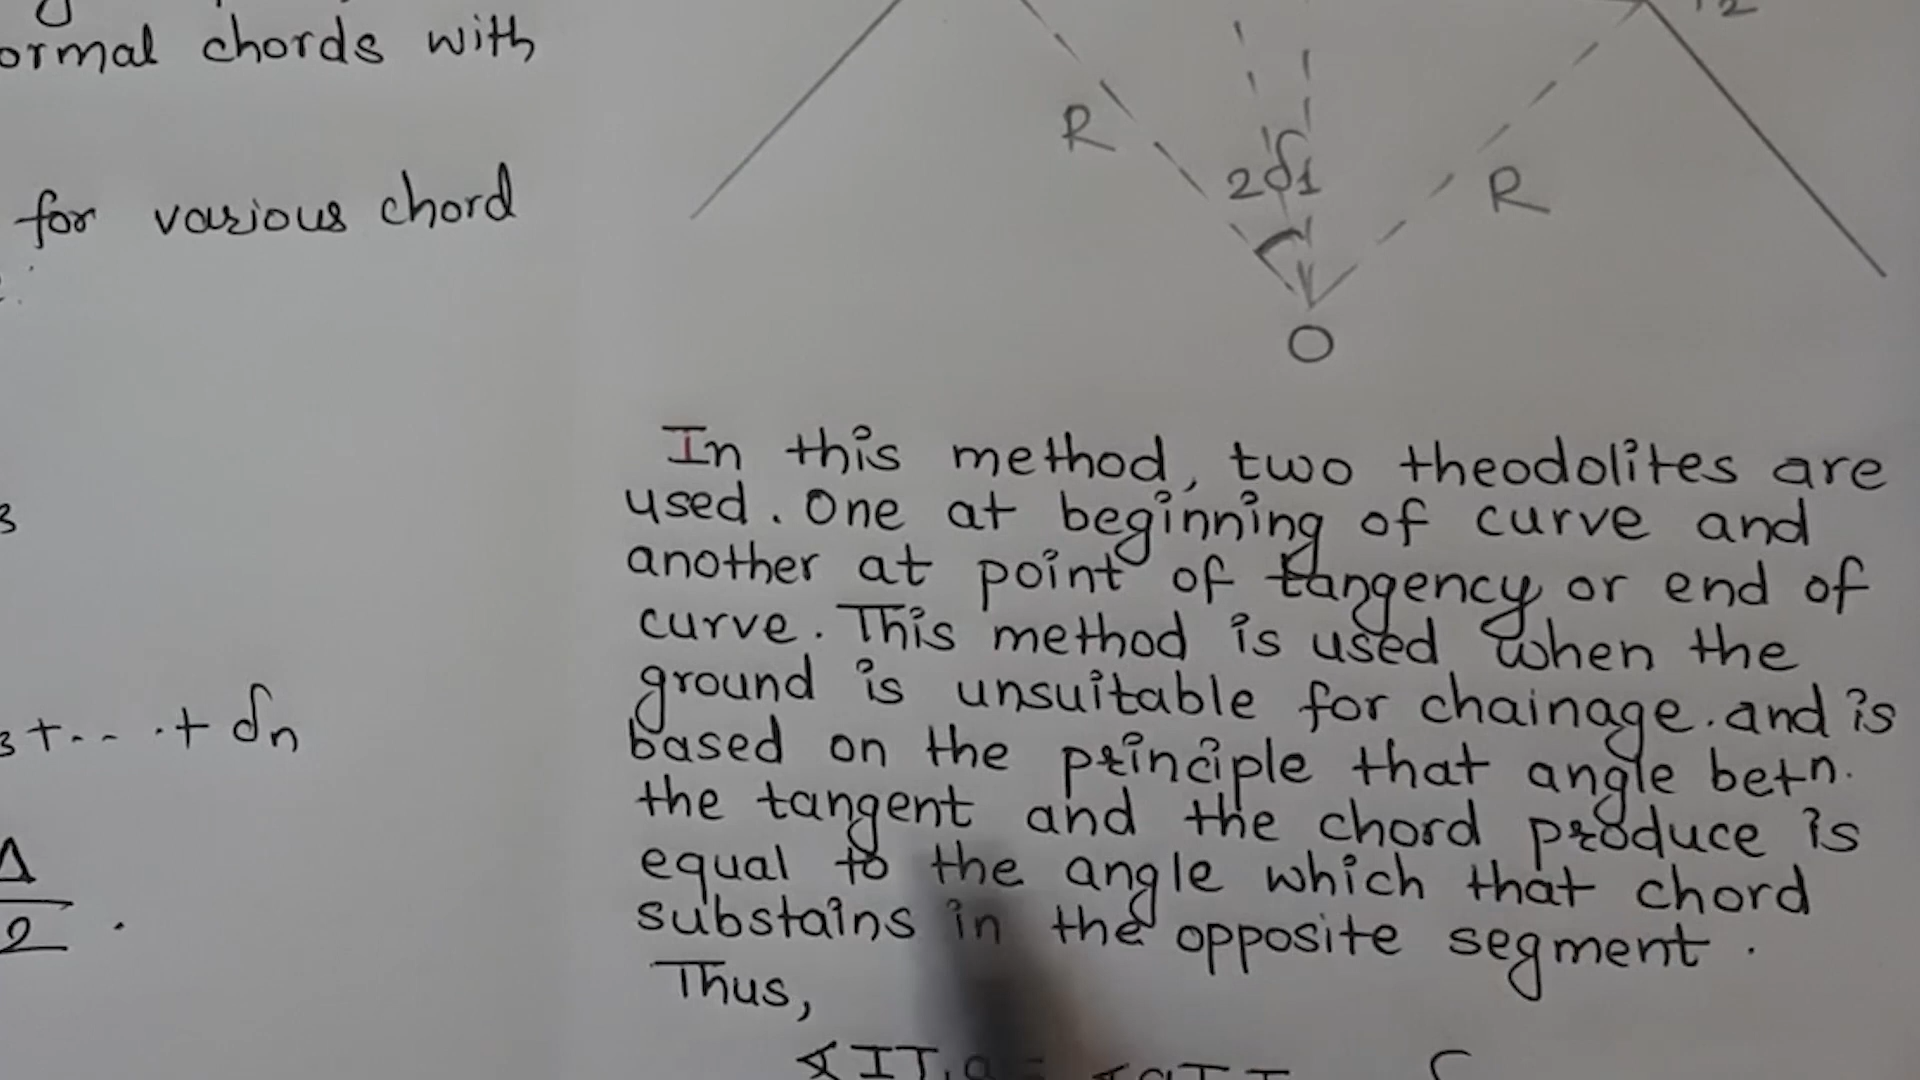 ormal chords with
for various chord
3
3+-- .+ δn
Δ
2 .
2
R
2δ1
R
O
In this method, two theodolites are
used. One at beginning of curve and
another at point of tangency or end of
curve. This method is used when the
ground is unsuitable for chainage.and is
based on the principle that angle betn.
the tangent and the chord produce is
equal to the angle which that chord
substains in the opposite segment .
Thus,